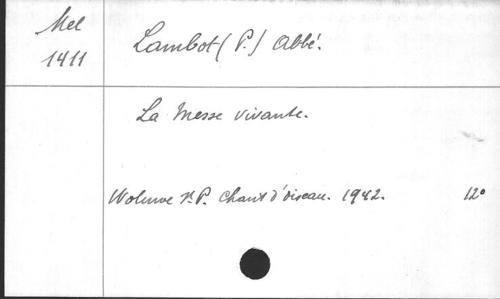 Mel
1411
Lambot (P.) Abbé.
La Messe vivante.
Woluwe St. P. Chant d'oiseau. 1942. 12°